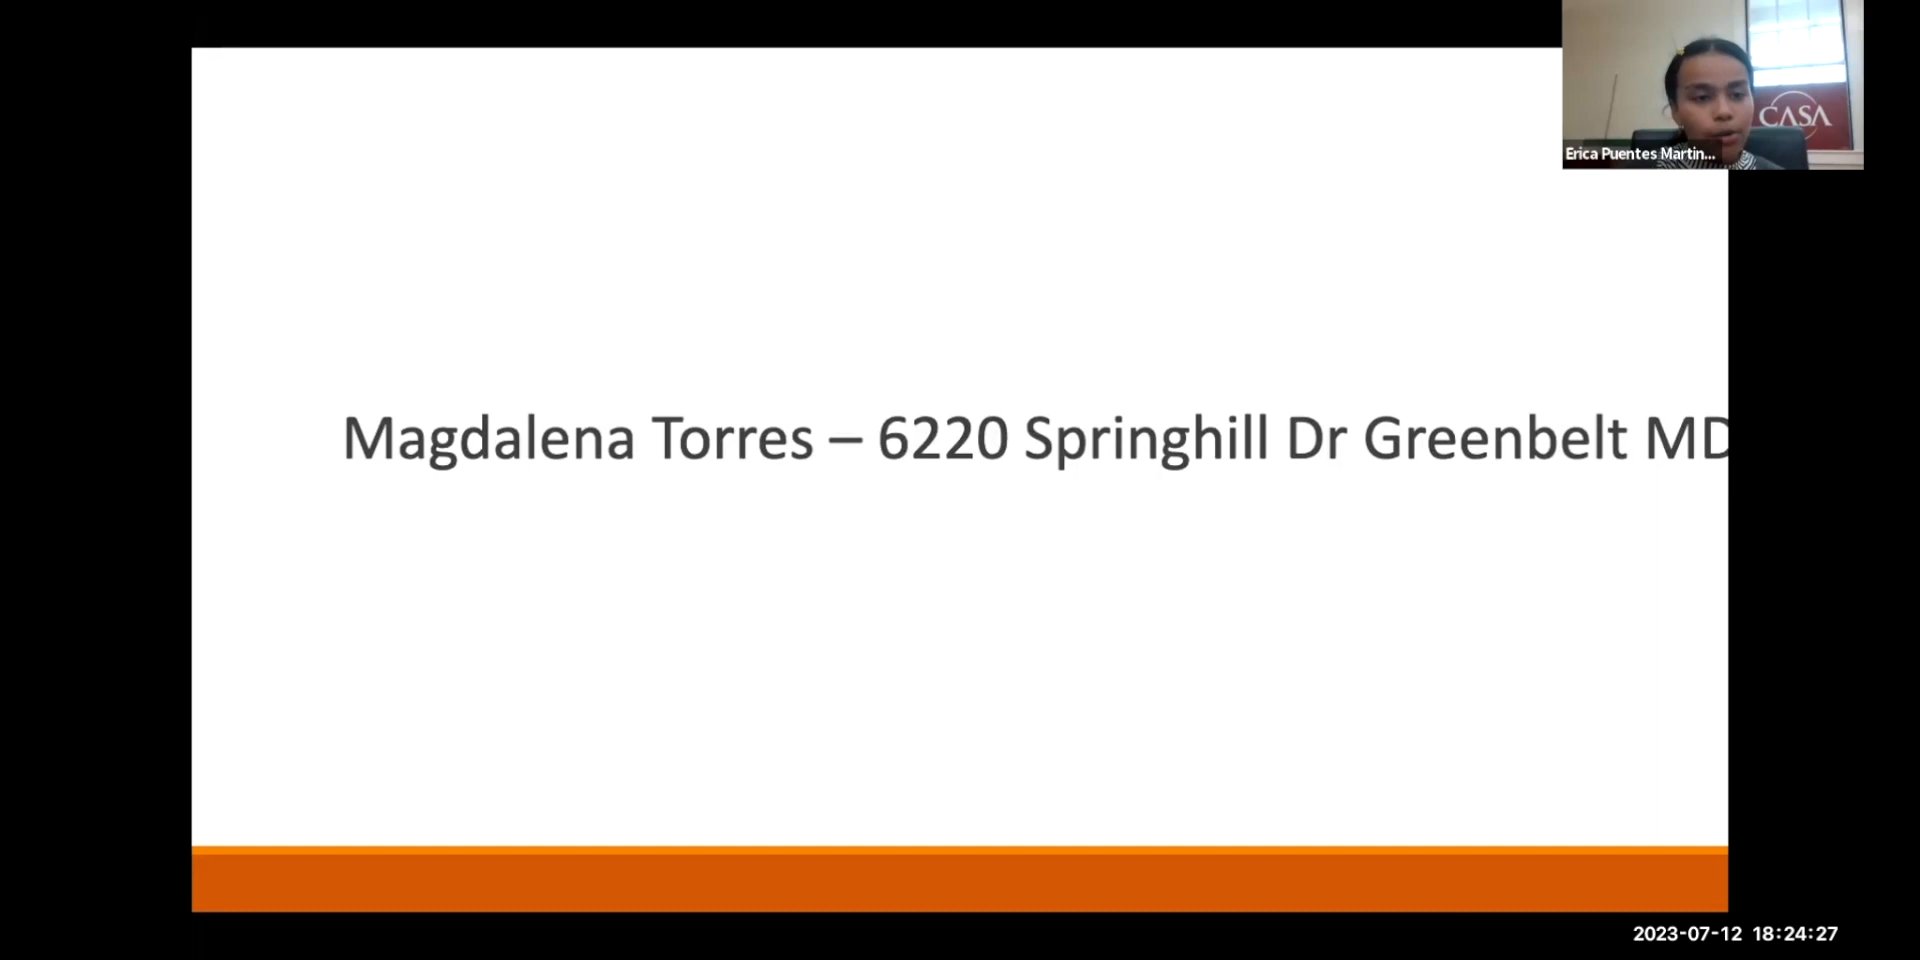 CASA
Erica Puentes Martin...
Magdalena Torres – 6220 Springhill Dr Greenbelt MD
2023-07-12 18:24:27